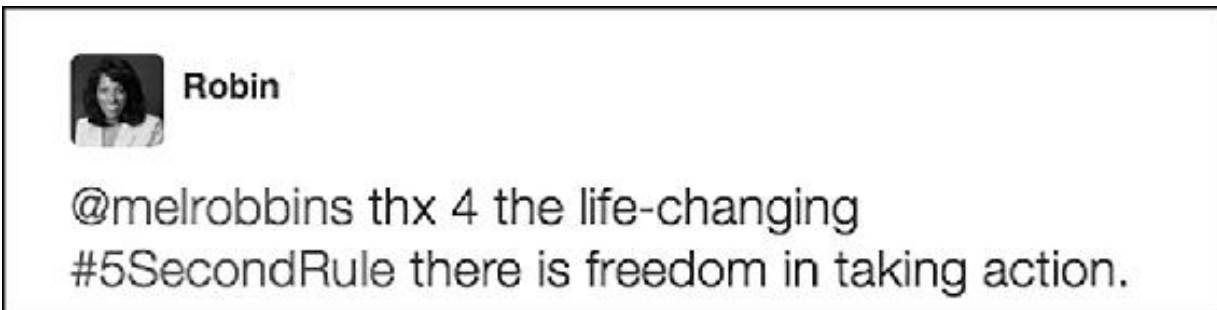 Robin
@melrobbins thx 4 the life-changing
#5SecondRule there is freedom in taking action.